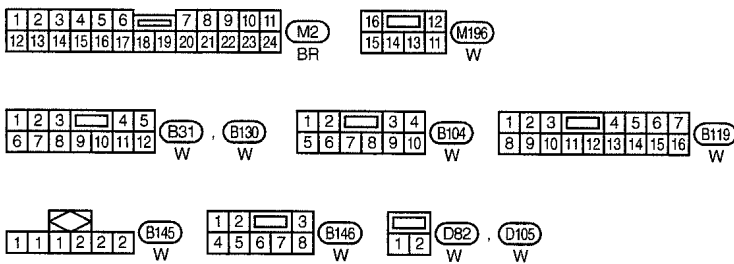 1 2 3 4 5 6 7 8 9 10 11
12 13 14 15 16 17 18 19 20 21 22 23 24
M2
BR
16 12
15 14 13 11
M196
W
1 2 3 4 5
6 7 8 9 10 11 12
B31 , B130
W W
1 2 3 4
5 6 7 8 9 10
B104
W
1 2 3 4 5 6 7
8 9 10 11 12 13 14 15 16
B119
W
1 1 1 2 2 2
B145
W
1 2 3
4 5 6 7 8
B146
W
1 2
D82 , D105
W W